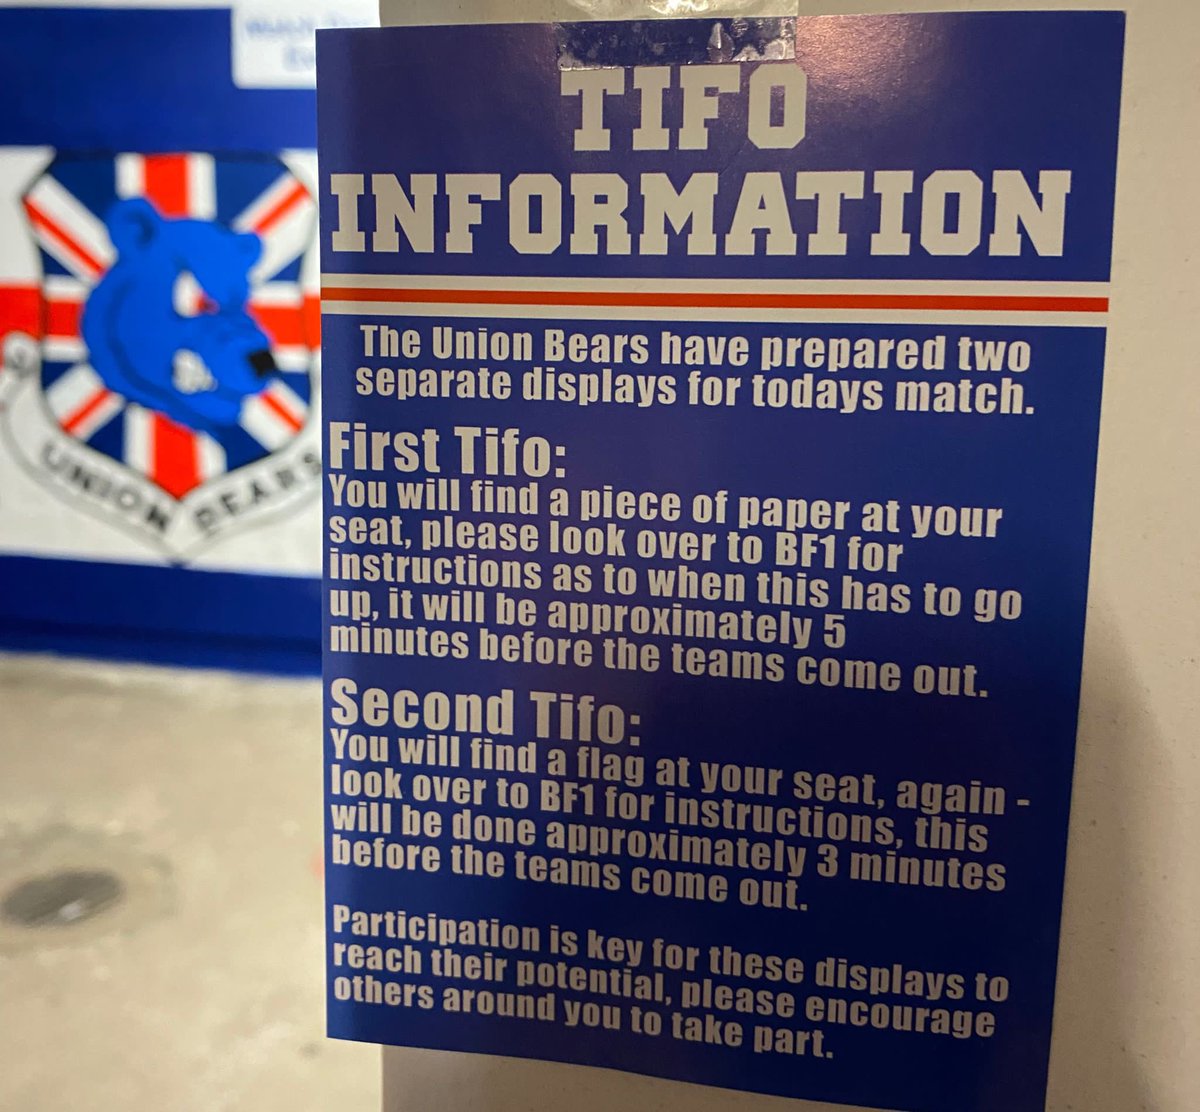 TIFO
INFORMATION
The Union Bears have prepared two
separate displays for todays match.
First Tifo:
You will find a piece of paper at your
seat, please look over to BF1 for
instructions as to when this has to go
up, it will be approximately 5
minutes before the teams come out.
Second Tifo:
You will find a flag at your seat, again -
look over to BF1 for instructions, this
will be done approximately 3 minutes
before the teams come out.
Participation is key for these displays to
reach their potential, please encourage
others around you to take part.
UNION BEARS